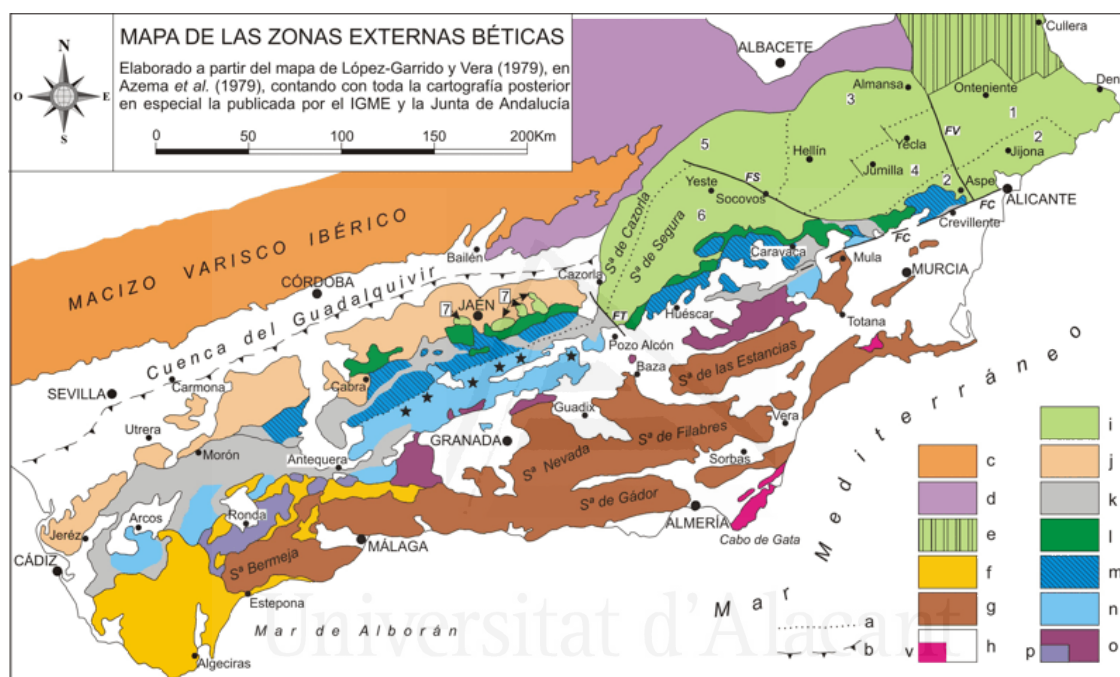 MAPA DE LAS ZONAS EXTERNAS BÉTICAS
Elaborado a partir del mapa de López-Garrido y Vera (1979), en
Azema et al. (1979), contando con toda la cartografía posterior
en especial la publicada por el IGME y la Junta de Andalucía
0 50 100 150 200Km
N
O E
S
ALBACETE
Cullera
Den
Almansa
Onteniente
3
1
5
Hellín
Yecla
FV
2
Jijona
Jumilla
4
2
Aspe
ALICANTE
Yeste
FS
Socovos
Crevillente
FC
6
FC
Sª de Cazorla
Sª de Segura
Caravaca
Mula
MURCIA
MACIZO VARISCO IBÉRICO
Bailén
CÓRDOBA
Cazorla
7
JAÉN
7
FT
Huéscar
Totana
Cuenca del Guadalquivir
Pozo Alcón
Baza
Sª de las Estancias
SEVILLA
Carmona
Cabra
Guadix
Vera
Utrera
Morón
Antequera
GRANADA
Sª de Filabres
Sª Nevada
Sorbas
Sª de Gádor
ALMERÍA
Cabo de Gata
Arcos
Ronda
Jeréz
CÁDIZ
MÁLAGA
Sª Bermeja
Estepona
Algeciras
Mar de Alborán
Mar Mediterráneo
Universitat d'Alacant
i
c j
d k
e l
f m
g n
v h p o
a
b